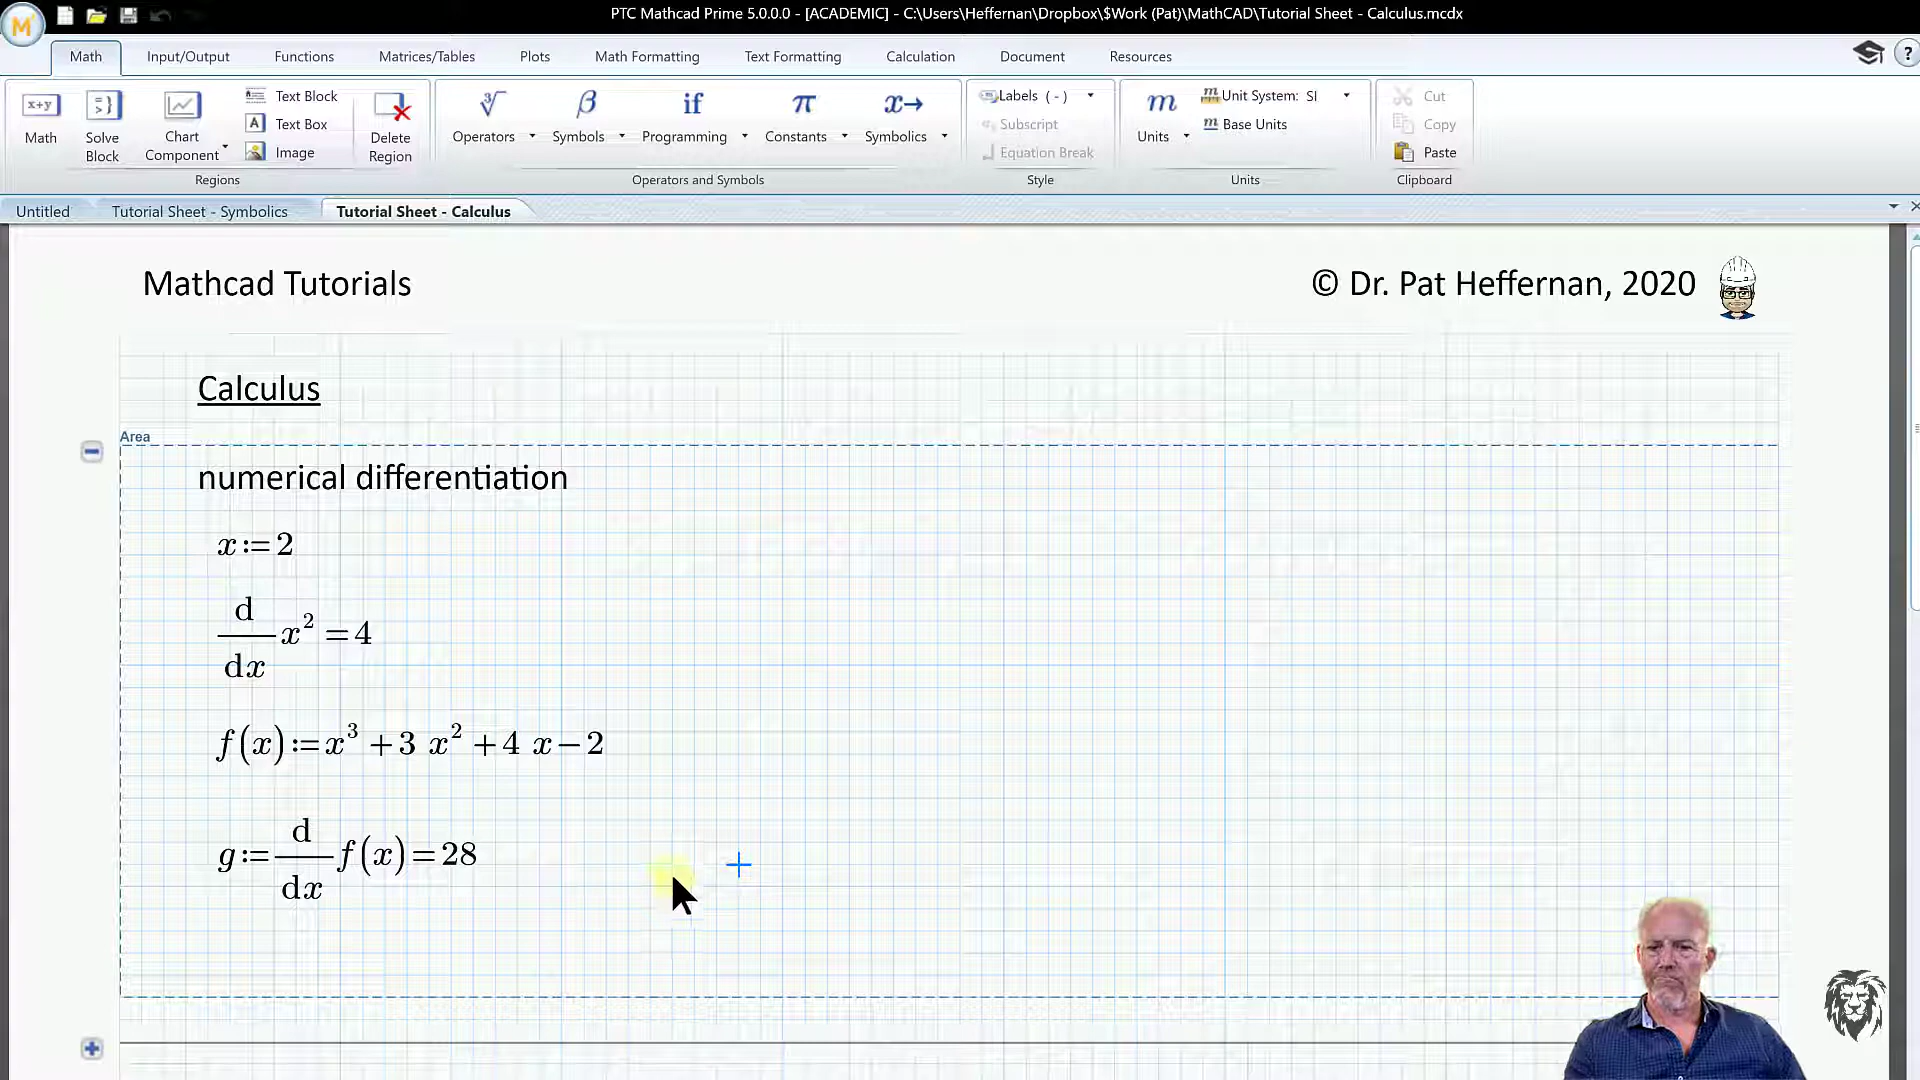 PTC Mathcad Prime 5.0.0.0 - [ACADEMIC] - C:\Users\Heffernan\Dropbox\$Work (Pat)\MathCAD\Tutorial Sheet - Calculus.mcdx
Math Input/Output Functions Matrices/Tables Plots Math Formatting Text Formatting Calculation Document Resources
Math
Solve Block
Chart Component
Text Block
Text Box
Image
Delete Region
Regions
Operators
Symbols
if Programming
π Constants
x→ Symbolics
β
Operators and Symbols
Labels ( - )
Subscript
Equation Break
Style
m Units
Unit System: SI
m Base Units
Units
Cut
Copy
Paste
Clipboard
Untitled Tutorial Sheet - Symbolics Tutorial Sheet - Calculus
Mathcad Tutorials © Dr. Pat Heffernan, 2020
Calculus
Area
numerical differentiation
x:=2
d/dx x² =4
f(x):=x³ +3 x² +4 x−2
g:= d/dx f(x)=28